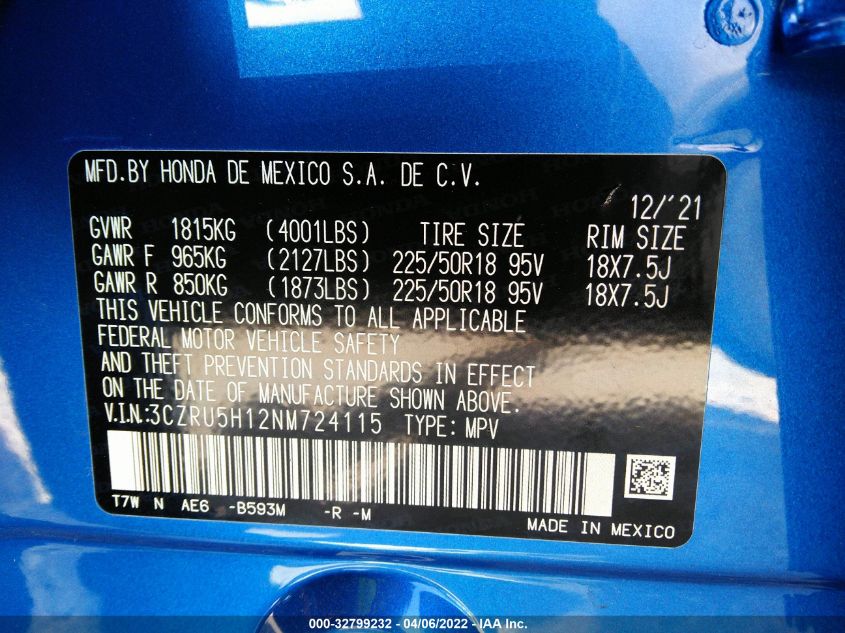 MFD.BY HONDA DE MEXICO S.A. DE C.V.
12/'21
GVWR 1815KG (4001LBS) TIRE SIZE RIM SIZE
GAWR F 965KG (2127LBS) 225/50R18 95V 18X7.5J
GAWR R 850KG (1873LBS) 225/50R18 95V 18X7.5J
THIS VEHICLE CONFORMS TO ALL APPLICABLE
FEDERAL MOTOR VEHICLE SAFETY
AND THEFT PREVENTION STANDARDS IN EFFECT
ON THE DATE OF MANUFACTURE SHOWN ABOVE.
V.I.N:3CZRU5H12NM724115 TYPE: MPV
T7W N AE6 -B593M -R -M
MADE IN MEXICO
000-32799232 - 04/06/2022 - IAA Inc.